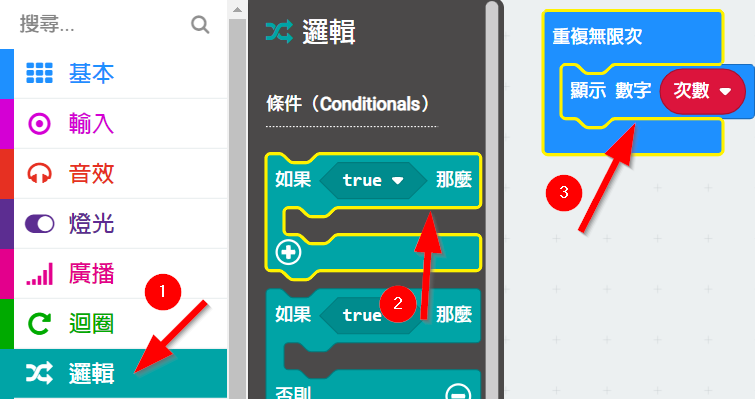 搜尋...
基本
輸入
音效
燈光
廣播
迴圈
邏輯
1
邏輯
條件（Conditionals）
如果 true 那麼
2
如果 true 那麼
否則
重複無限次
顯示 數字 次數
3